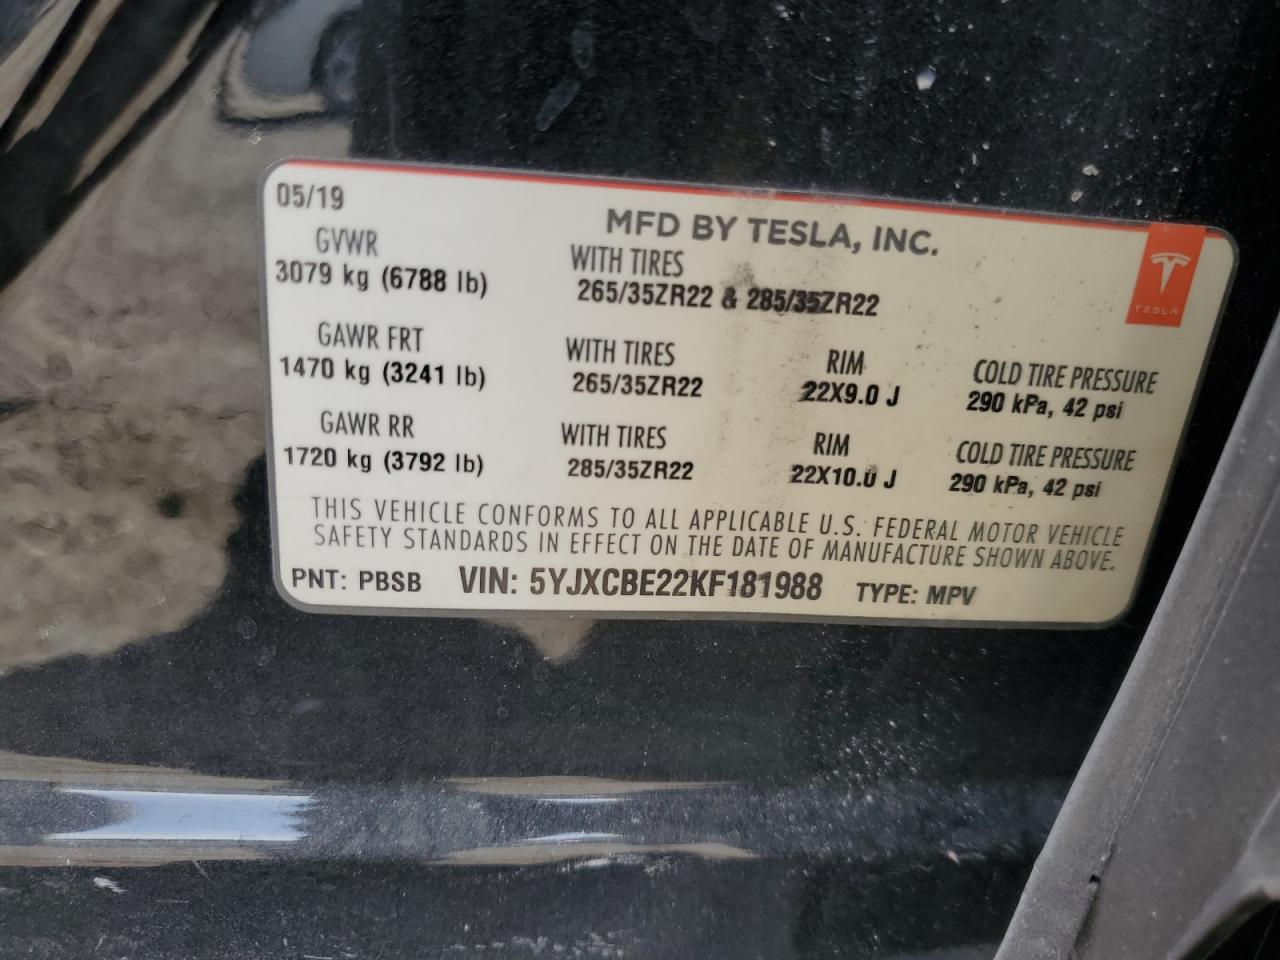 05/19
MFD BY TESLA, INC.
TESLA
GVWR
3079 kg (6788 lb)
WITH TIRES
265/35ZR22 & 285/35ZR22
GAWR FRT
1470 kg (3241 lb)
WITH TIRES
265/35ZR22
RIM
22X9.0 J
COLD TIRE PRESSURE
290 kPa, 42 psi
GAWR RR
1720 kg (3792 lb)
WITH TIRES
285/35ZR22
RIM
22X10.0 J
COLD TIRE PRESSURE
290 kPa, 42 psi
THIS VEHICLE CONFORMS TO ALL APPLICABLE U.S. FEDERAL MOTOR VEHICLE
SAFETY STANDARDS IN EFFECT ON THE DATE OF MANUFACTURE SHOWN ABOVE.
PNT: PBSB VIN: 5YJXCBE22KF181988 TYPE: MPV